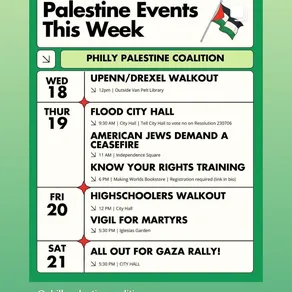 Palestine Events
This Week
PHILLY PALESTINE COALITION
WED
18
UPENN/DREXEL WALKOUT
12pm | Outside Van Pelt Library
THUR
19
FLOOD CITY HALL
9:30 AM | City Hall | Tell City Hall to vote no on Resolution 230706
AMERICAN JEWS DEMAND A
CEASEFIRE
11 AM | Independence Square
KNOW YOUR RIGHTS TRAINING
6 PM | Making Worlds Bookstore | Registration required (link in bio)
FRI
20
HIGHSCHOOLERS WALKOUT
12 PM | City Hall
VIGIL FOR MARTYRS
5:30 PM | Iglesias Garden
SAT
21
ALL OUT FOR GAZA RALLY!
5:30 PM | CITY HALL